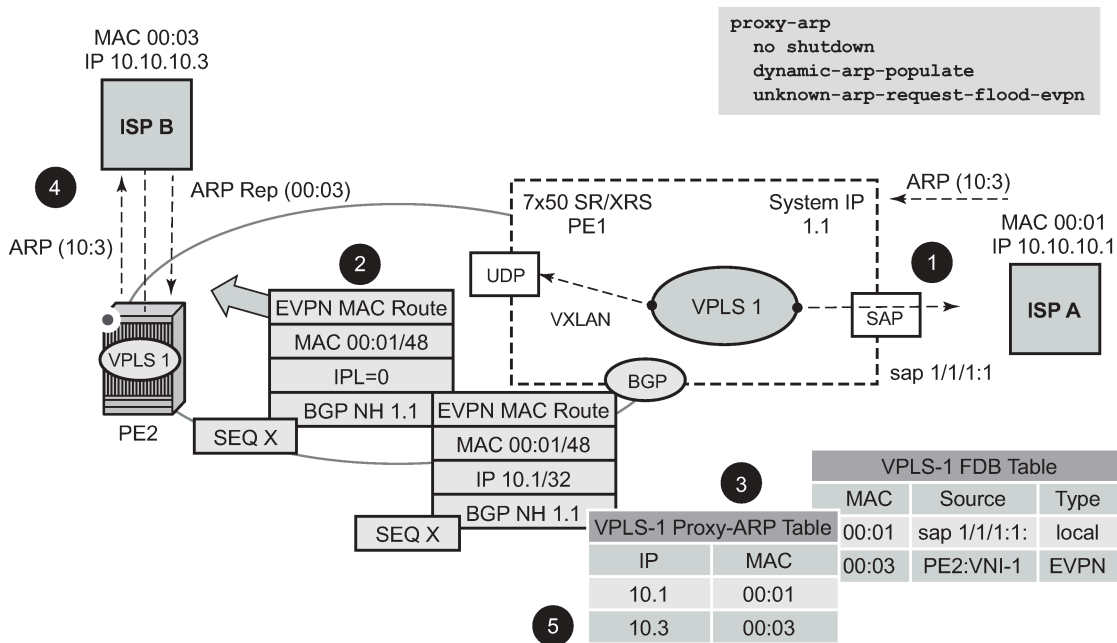 proxy-arp
no shutdown
dynamic-arp-populate
unknown-arp-request-flood-evpn
MAC 00:03
IP 10.10.10.3
ISP B
4
ARP Rep (00:03)
ARP (10:3)
7x50 SR/XRS
PE1
System IP
1.1
ARP (10:3)
MAC 00:01
IP 10.10.10.1
1
2
UDP
VXLAN
VPLS 1
SAP
ISP A
sap 1/1/1:1
EVPN MAC Route
MAC 00:01/48
IPL=0
BGP NH 1.1
SEQ X
VPLS 1
PE2
BGP
EVPN MAC Route
MAC 00:01/48
IP 10.1/32
BGP NH 1.1
SEQ X
3
VPLS-1 FDB Table
MAC Source Type
00:01 sap 1/1/1:1: local
00:03 PE2:VNI-1 EVPN
VPLS-1 Proxy-ARP Table
IP MAC
10.1 00:01
10.3 00:03
5